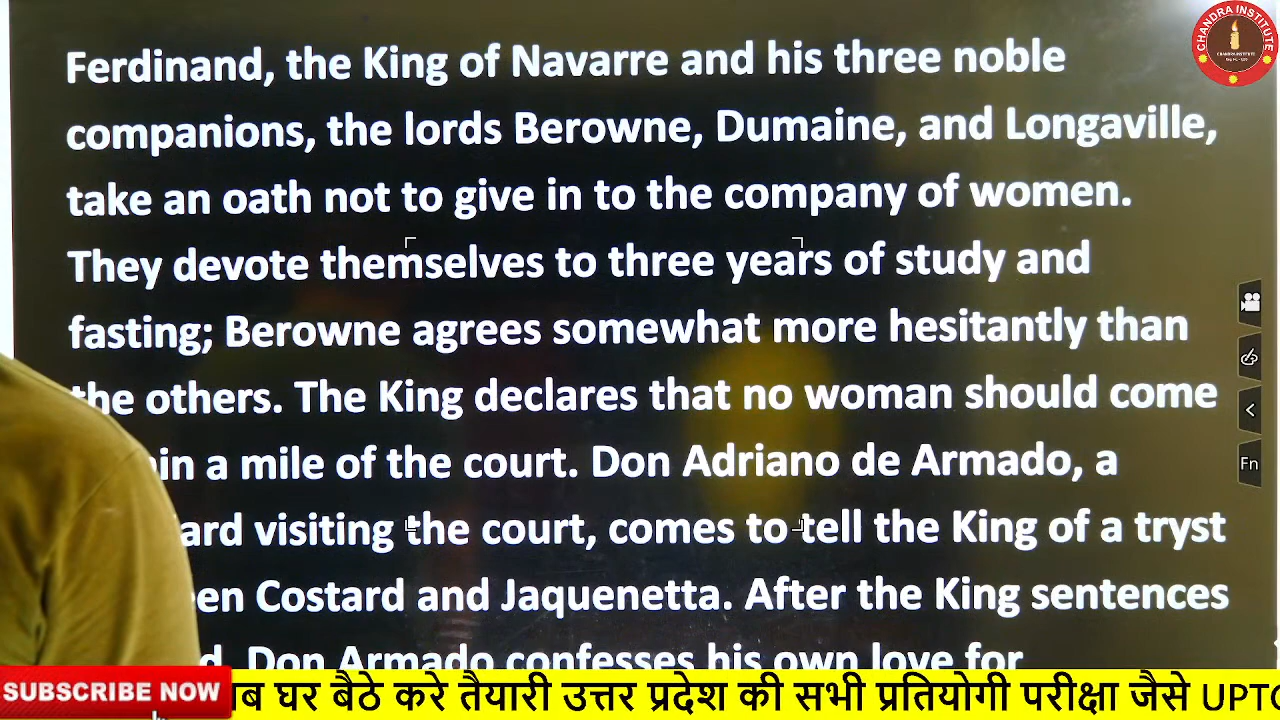 Ferdinand, the King of Navarre and his three noble
companions, the lords Berowne, Dumaine, and Longaville,
take an oath not to give in to the company of women.
They devote themselves to three years of study and
fasting; Berowne agrees somewhat more hesitantly than
the others. The King declares that no woman should come
in a mile of the court. Don Adriano de Armado, a
ard visiting the court, comes to tell the King of a tryst
en Costard and Jaquenetta. After the King sentences
d, Don Armado confesses his own love for
CHANDRA INSTITUTE
Fn
SUBSCRIBE NOW
ब घर बैठे करे तैयारी उत्तर प्रदेश की सभी प्रतियोगी परीक्षा जैसे UPTG